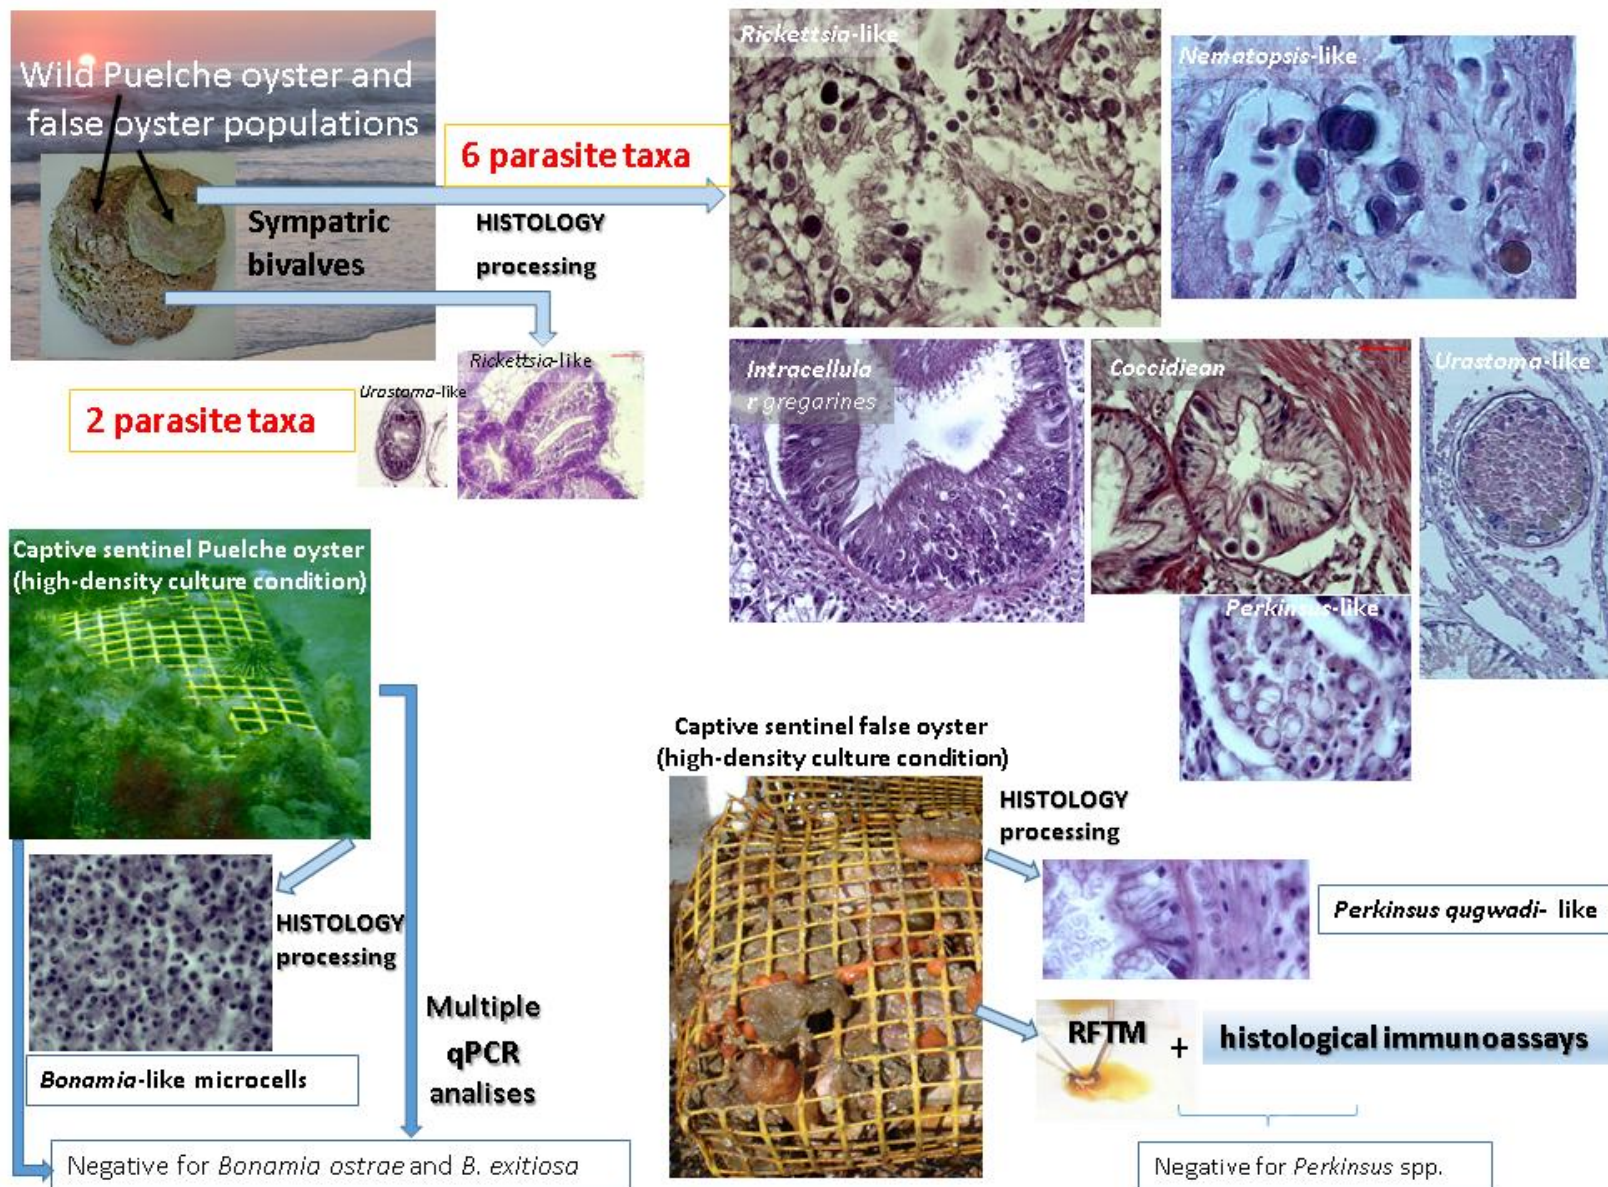 Wild Puelche oyster and
false oyster populations
Sympatric
bivalves
6 parasite taxa
HISTOLOGY
processing
Rickettsia-like
Nematopsis-like
Intracellula
r gregarines
Coccidiean
Urastoma-like
Perkinsus-like
2 parasite taxa
Urastoma-like
Rickettsia-like
Captive sentinel Puelche oyster
(high-density culture condition)
HISTOLOGY
processing
Bonamia-like microcells
Multiple
qPCR
analises
Negative for Bonamia ostrae and B. exitiosa
Captive sentinel false oyster
(high-density culture condition)
HISTOLOGY
processing
Perkinsus qugwadi- like
RFTM
+
histological immunoassays
Negative for Perkinsus spp.